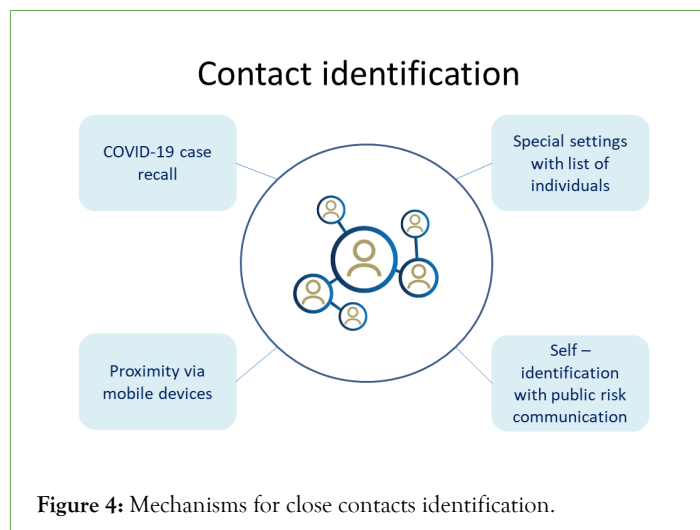 Contact identification
COVID-19 case
recall
Special settings
with list of
individuals
Proximity via
mobile devices
Self –
identification
with public risk
communication
Figure 4: Mechanisms for close contacts identification.